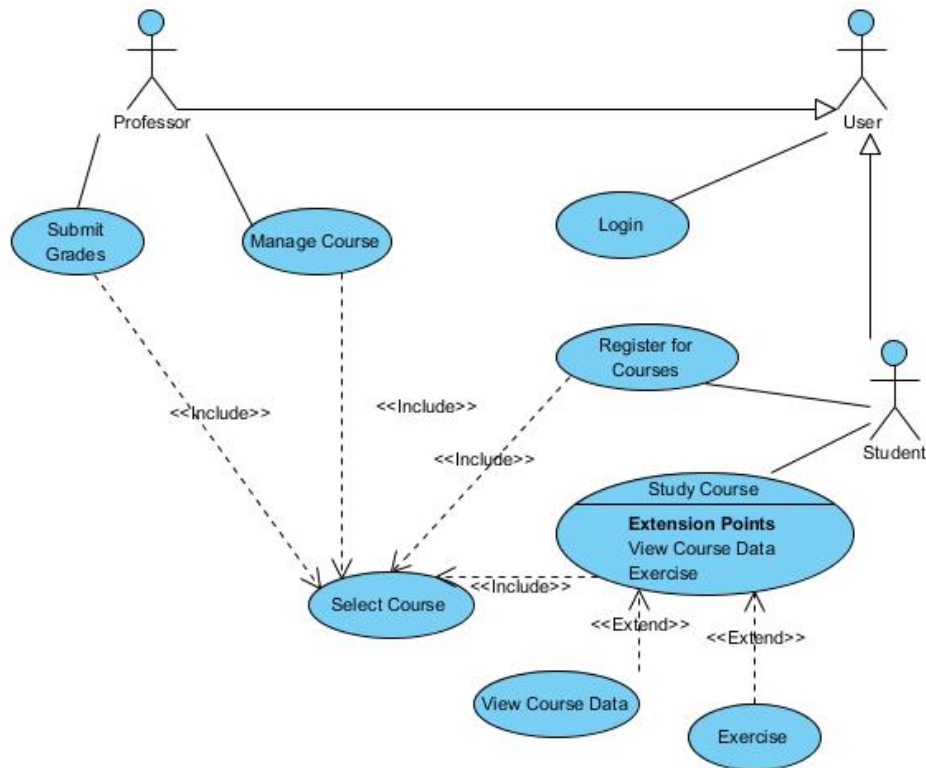 Professor
User
Submit
Grades
Manage Course
Login
Register for
Courses
<<Include>>
<<Include>>
<<Include>>
Student
Study Course
Extension Points
View Course Data
Exercise
<<Include>>
Select Course
<<Extend>>
<<Extend>>
View Course Data
Exercise